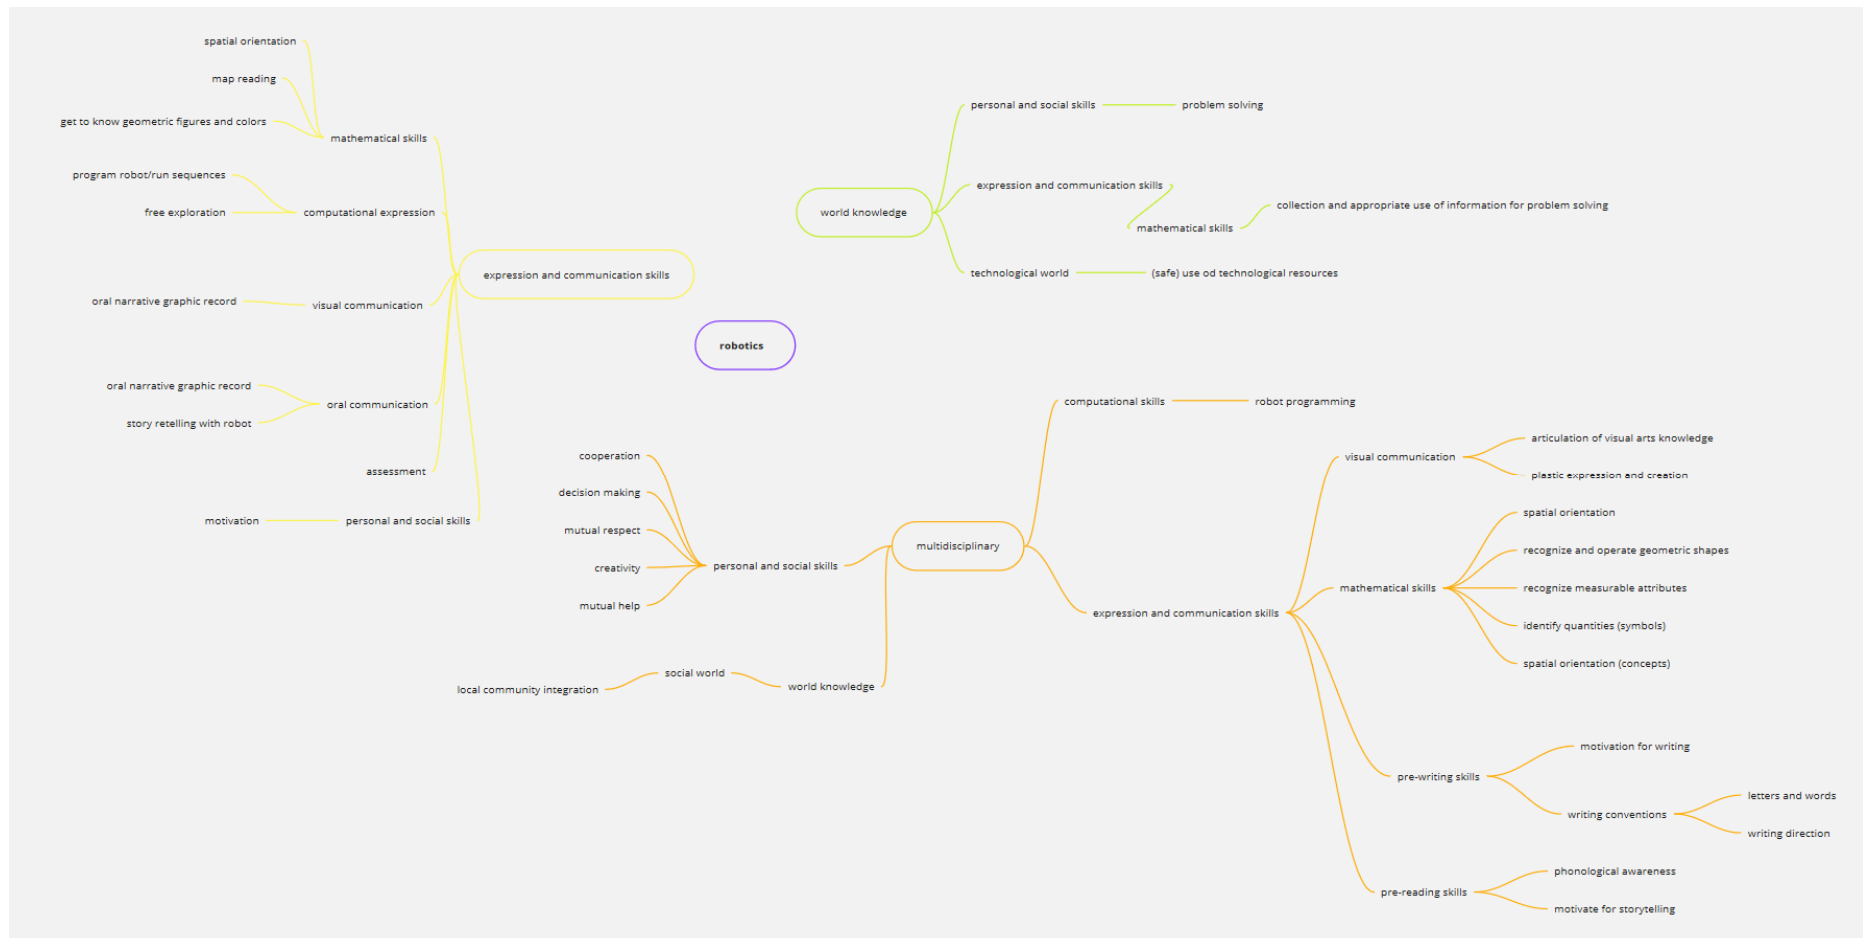 spatial orientation
map reading
get to know geometric figures and colors
mathematical skills
program robot/run sequences
free exploration
computational expression
expression and communication skills
oral narrative graphic record
visual communication
oral narrative graphic record
story retelling with robot
oral communication
assessment
motivation
personal and social skills
world knowledge
personal and social skills
problem solving
expression and communication skills
mathematical skills
collection and appropriate use of information for problem solving
technological world
(safe) use od technological resources
robotics
multidisciplinary
cooperation
decision making
mutual respect
creativity
mutual help
personal and social skills
local community integration
social world
world knowledge
computational skills
robot programming
expression and communication skills
visual communication
articulation of visual arts knowledge
plastic expression and creation
mathematical skills
spatial orientation
recognize and operate geometric shapes
recognize measurable attributes
identify quantities (symbols)
spatial orientation (concepts)
pre-writing skills
motivation for writing
writing conventions
letters and words
writing direction
pre-reading skills
phonological awareness
motivate for storytelling